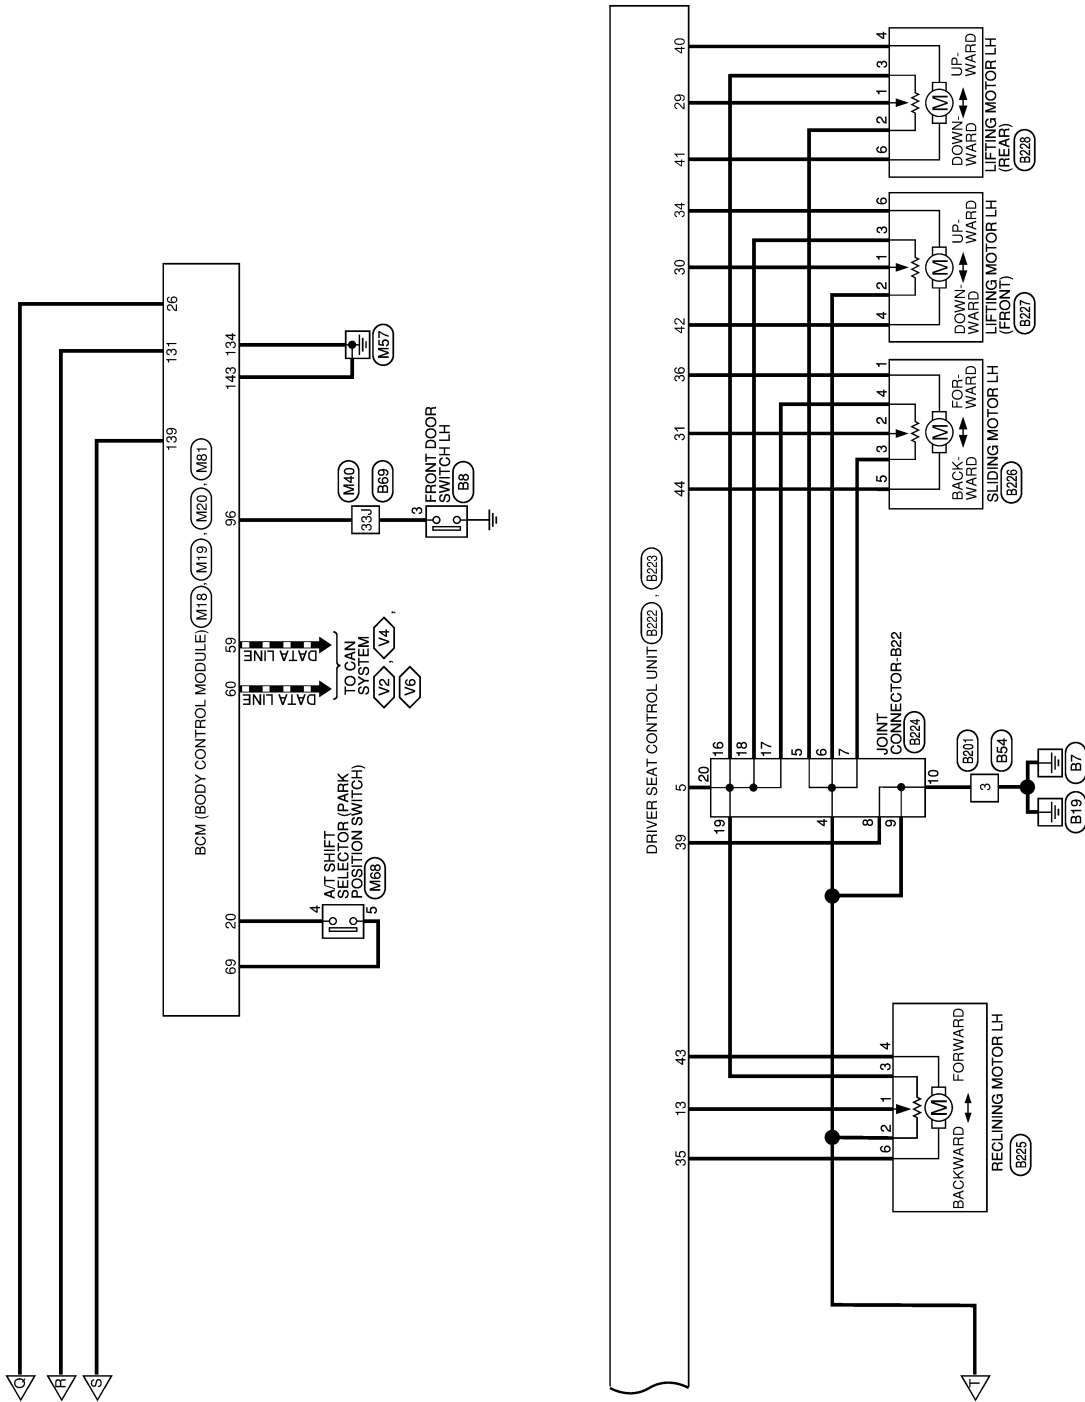 Q
R
S
26
131
139
BCM (BODY CONTROL MODULE) M18 , M19 , M20 , M81
134
143
M57
96
M40
33J
B69
3
FRONT DOOR
SWITCH LH
B8
59
60
DATA LINE
DATA LINE
TO CAN
SYSTEM
V4 ,
V2 ,
V6
20
69
4
5
A/T SHIFT
SELECTOR (PARK
POSITION SWITCH)
M68
DRIVER SEAT CONTROL UNIT B222 , B223
40
29
41
4
3
1
2
6
M
UP-
WARD
DOWN-
WARD
LIFTING MOTOR LH
(REAR)
B228
34
30
42
6
3
1
2
4
M
UP-
WARD
DOWN-
WARD
LIFTING MOTOR LH
(FRONT)
B227
36
31
44
1
4
2
3
5
M
FOR-
WARD
BACK-
WARD
SLIDING MOTOR LH
B226
5
39
20
16
18
17
5
6
7
19
4
8
9
10
JOINT
CONNECTOR-B22
B224
B201
3
B54
B7
B19
43
13
35
4
3
1
2
6
M
FORWARD
BACKWARD
RECLINING MOTOR LH
B225
T